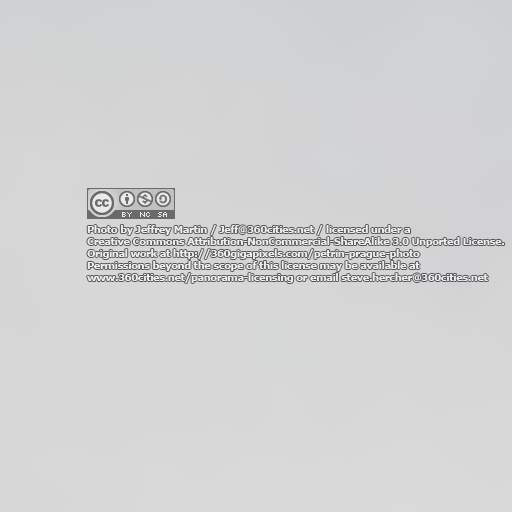 cc
BY NC SA
Photo by Jeffrey Martin / Jeff@360cities.net / licensed under a
Creative Commons Attribution-NonCommercial-ShareAlike 3.0 Unported License.
Original work at http://360gigapixels.com/petrin-prague-photo
Permissions beyond the scope of this license may be available at
www.360cities.net/panorama-licensing or email steve.hercher@360cities.net